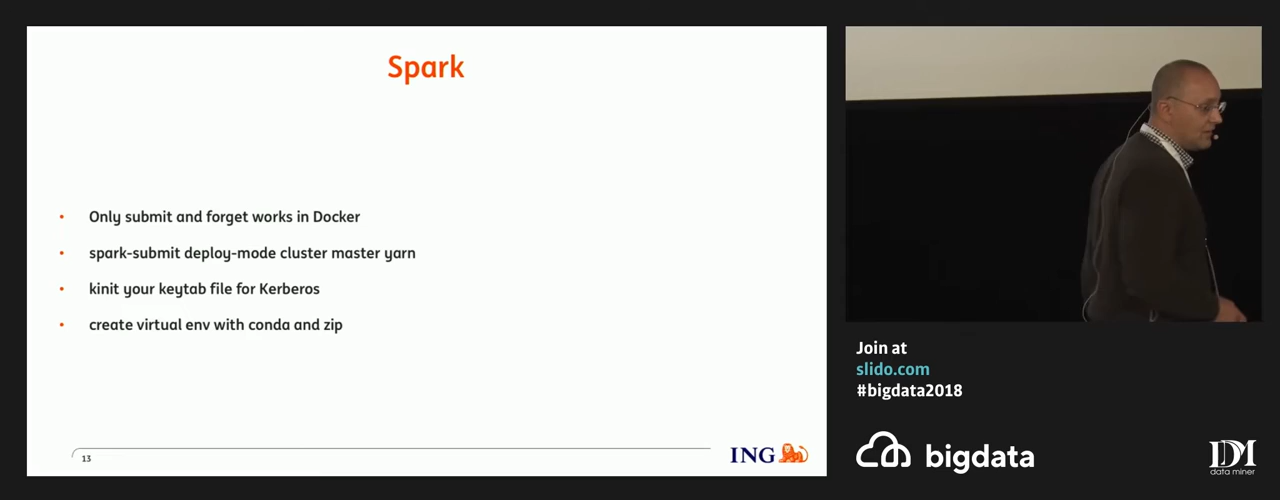 Spark
• Only submit and forget works in Docker
• spark-submit deploy-mode cluster master yarn
• kinit your keytab file for Kerberos
• create virtual env with conda and zip
13
ING
Join at
slido.com
#bigdata2018
bigdata
DM
data miner